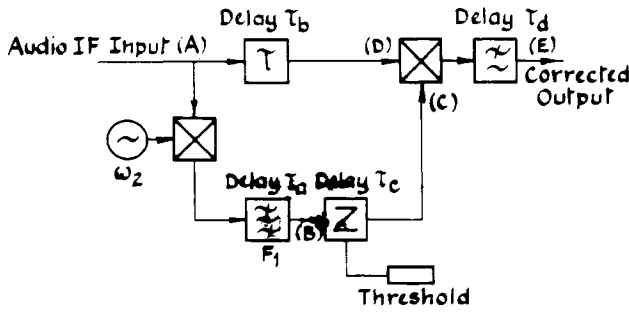 Delay τb
Delay τd
Audio IF Input (A)
τ
(D)
(E)
Corrected
Output
(C)
ω2
Delay τa
Delay τc
(B)
F1
Threshold